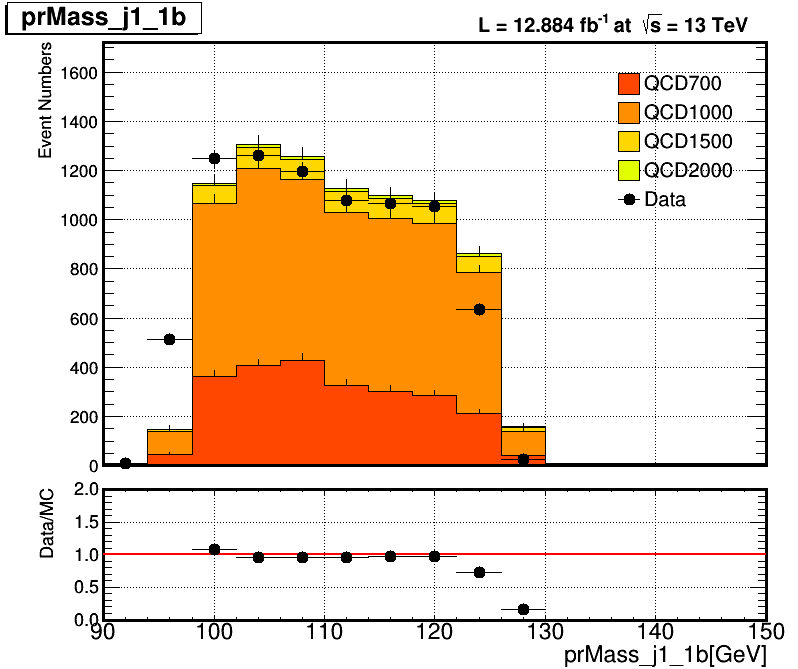 prMass_j1_1b
L = 12.884 fb-1 at √s = 13 TeV
Event Numbers
1600
1400
1200
1000
800
600
400
200
0
QCD700
QCD1000
QCD1500
QCD2000
Data
Data/MC
2.0
1.5
1.0
0.5
0.0
90 100 110 120 130 140 150
prMass_j1_1b[GeV]